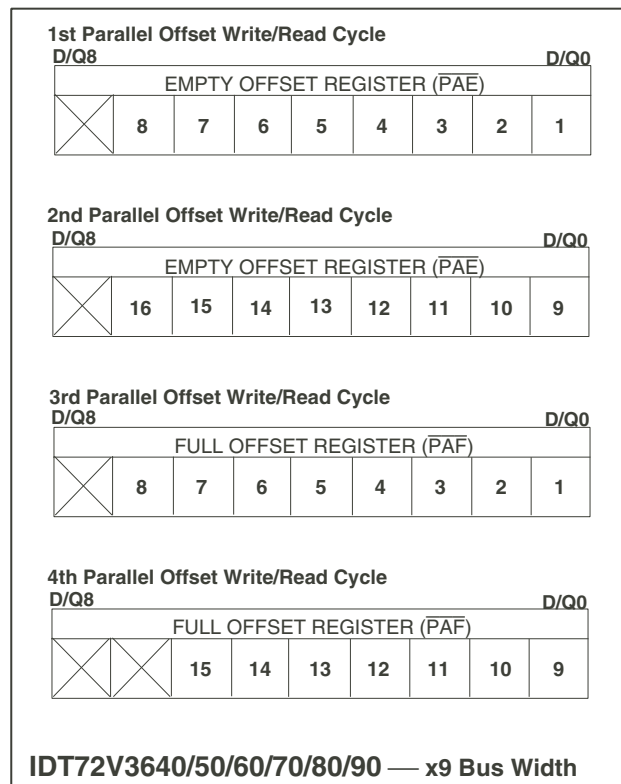 1st Parallel Offset Write/Read Cycle
D/Q8 D/Q0
EMPTY OFFSET REGISTER (P̅A̅E̅)
8 7 6 5 4 3 2 1
2nd Parallel Offset Write/Read Cycle
D/Q8 D/Q0
EMPTY OFFSET REGISTER (P̅A̅E̅)
16 15 14 13 12 11 10 9
3rd Parallel Offset Write/Read Cycle
D/Q8 D/Q0
FULL OFFSET REGISTER (P̅A̅F̅)
8 7 6 5 4 3 2 1
4th Parallel Offset Write/Read Cycle
D/Q8 D/Q0
FULL OFFSET REGISTER (P̅A̅F̅)
15 14 13 12 11 10 9
IDT72V3640/50/60/70/80/90 — x9 Bus Width